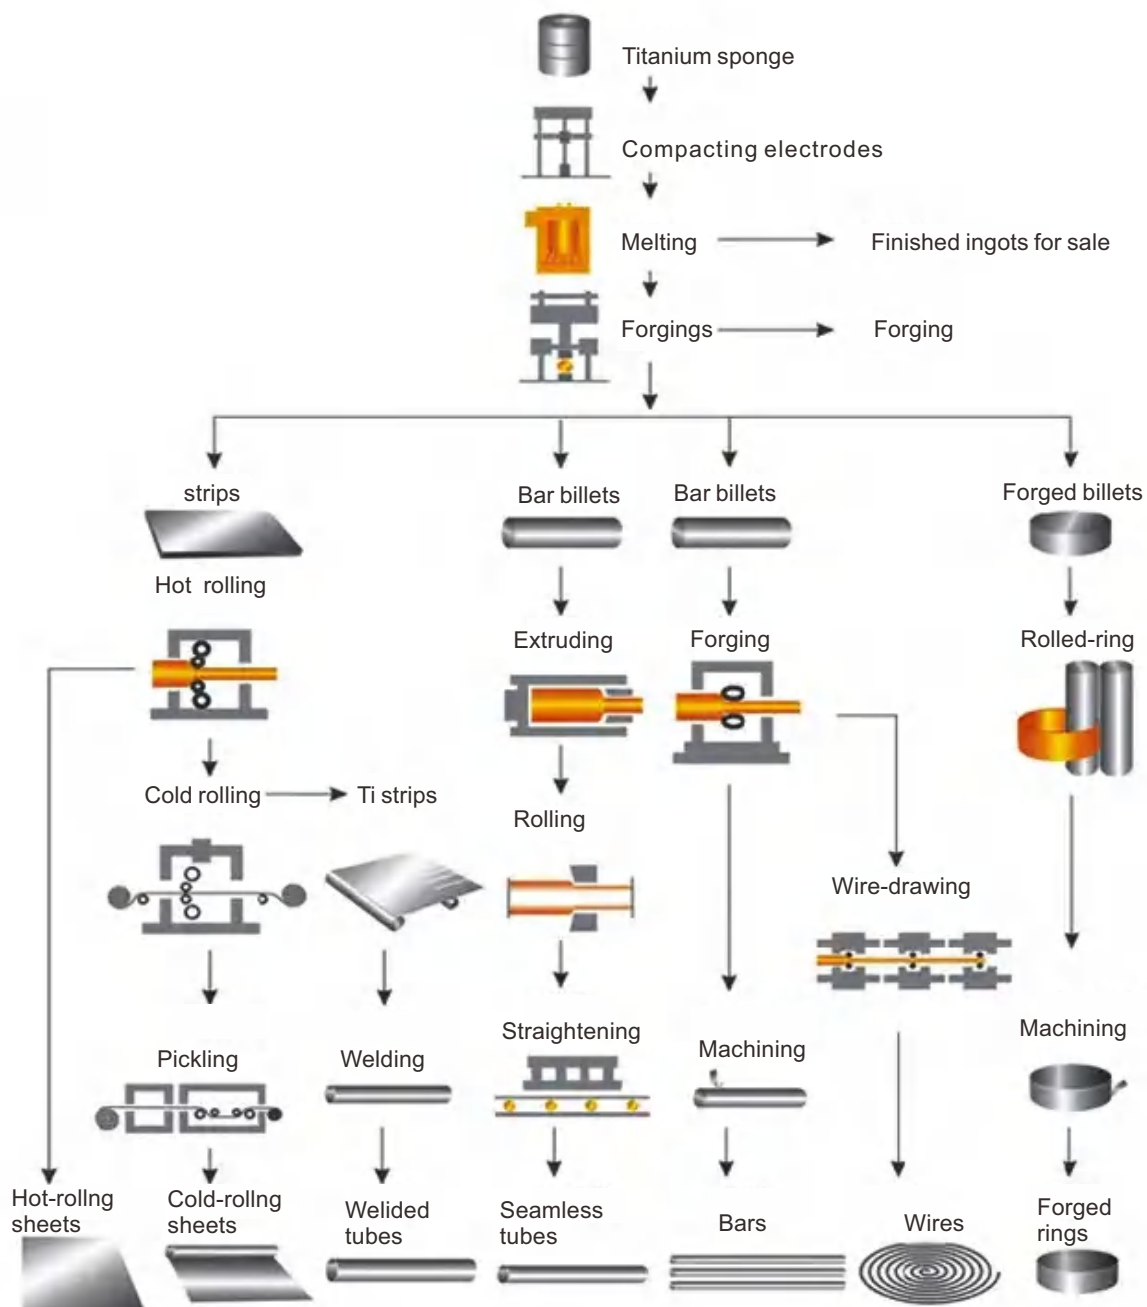 Titanium sponge
Compacting electrodes
Melting
Finished ingots for sale
Forgings
Forging
strips
Bar billets
Bar billets
Forged billets
Hot rolling
Extruding
Forging
Rolled-ring
Cold rolling
Ti strips
Rolling
Wire-drawing
Straightening
Machining
Machining
Pickling
Welding
Hot-rollng
sheets
Cold-rollng
sheets
Welided
tubes
Seamless
tubes
Bars
Wires
Forged
rings